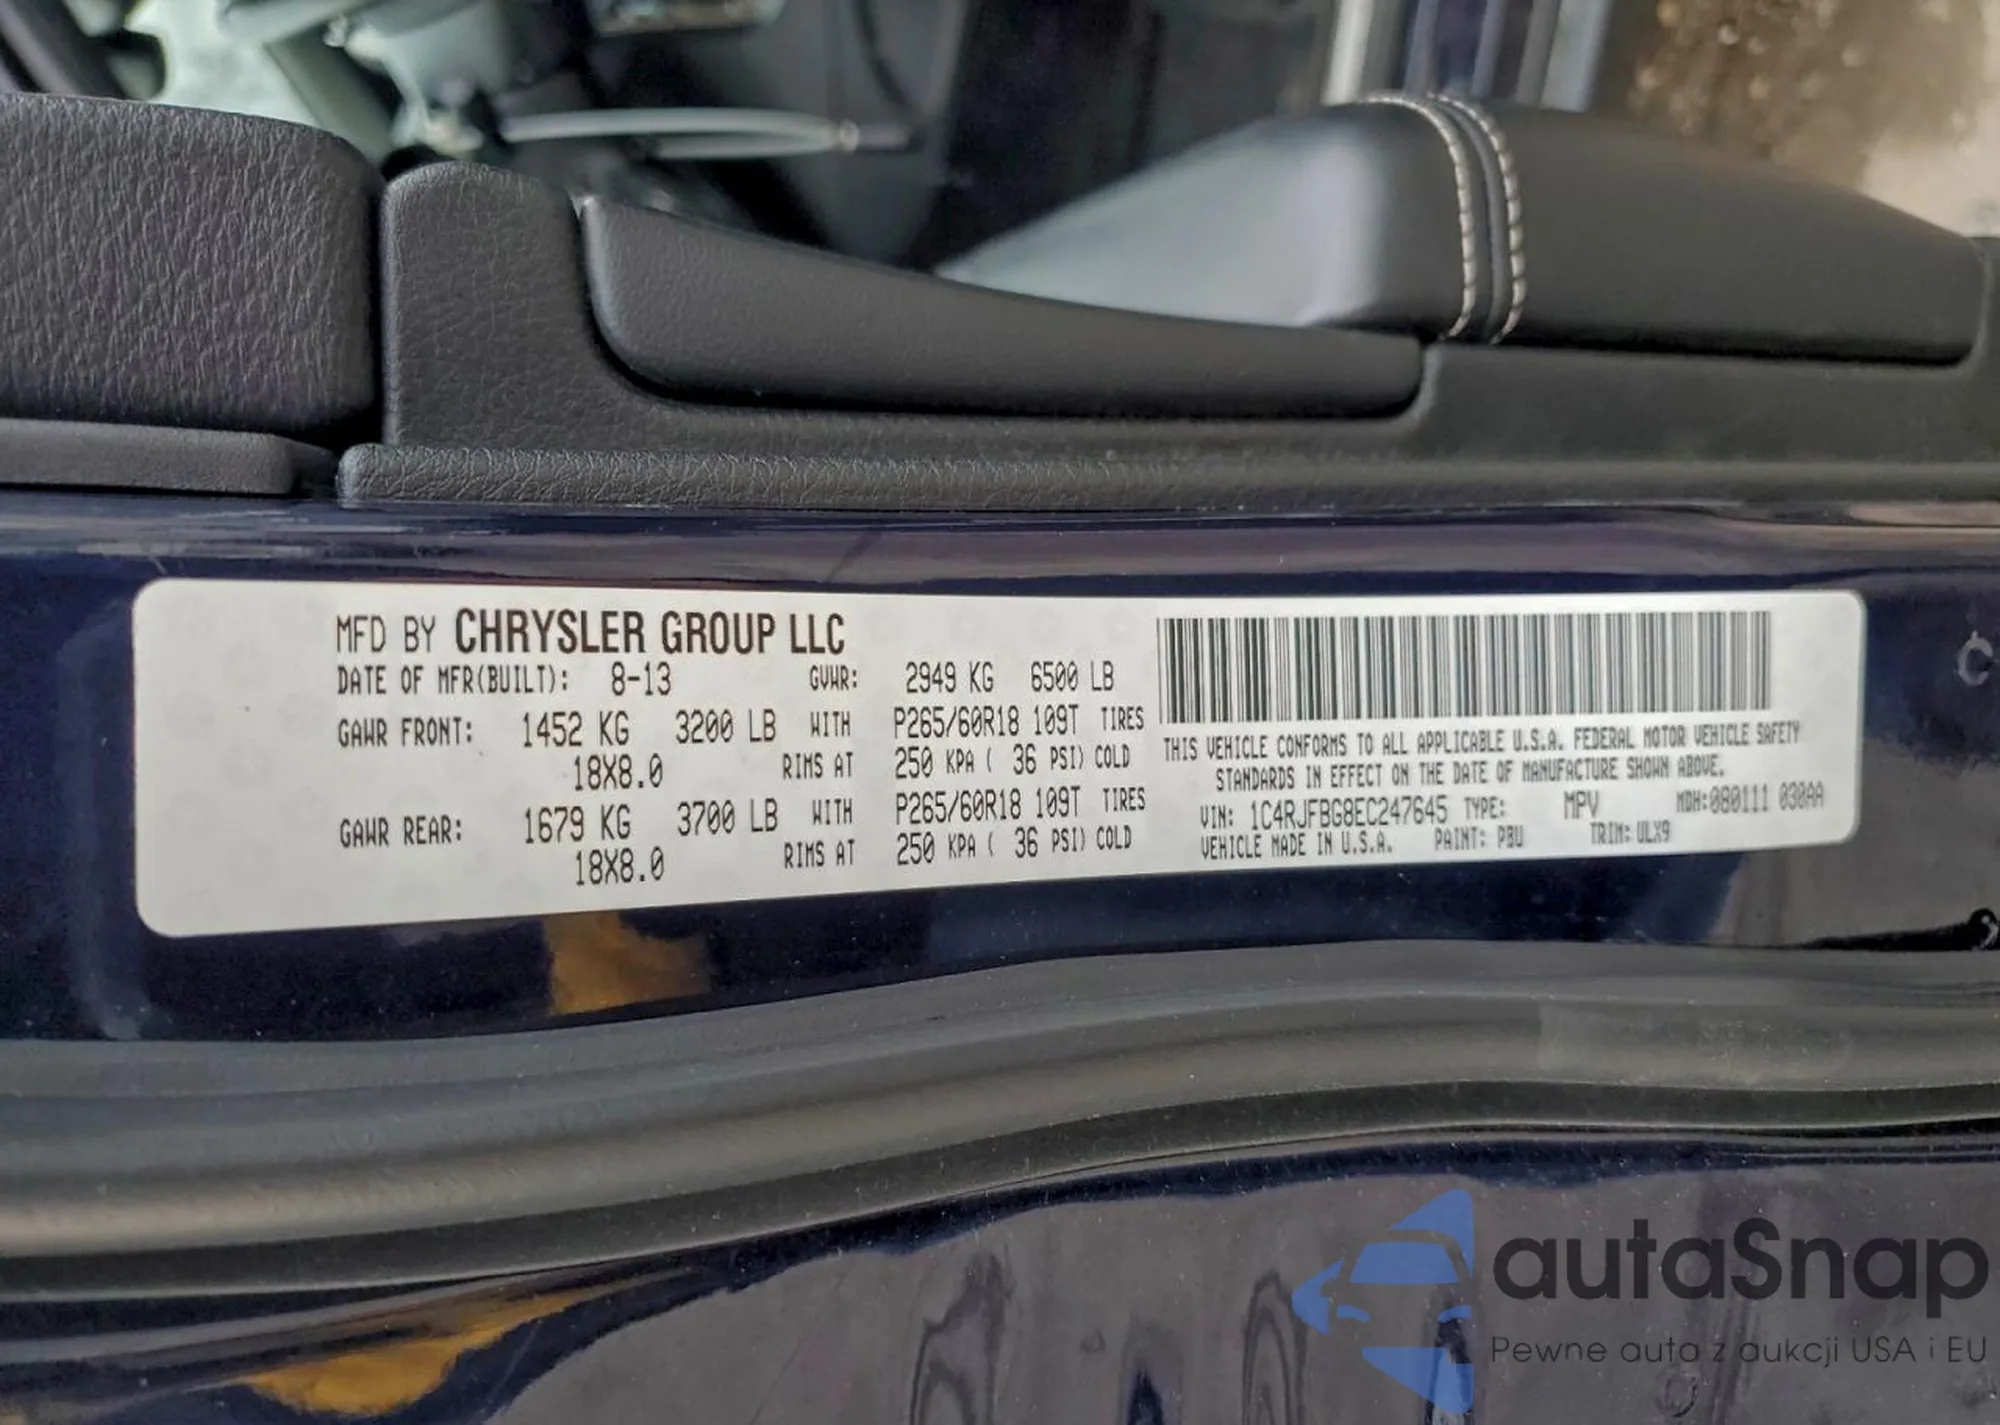 MFD BY CHRYSLER GROUP LLC
DATE OF MFR(BUILT): 8-13 GVWR: 2949 KG 6500 LB
GAWR FRONT: 1452 KG 3200 LB WITH P265/60R18 109T TIRES
18X8.0 RIMS AT 250 KPA ( 36 PSI) COLD
GAWR REAR: 1679 KG 3700 LB WITH P265/60R18 109T TIRES
18X8.0 RIMS AT 250 KPA ( 36 PSI) COLD
THIS VEHICLE CONFORMS TO ALL APPLICABLE U.S.A. FEDERAL MOTOR VEHICLE SAFETY
STANDARDS IN EFFECT ON THE DATE OF MANUFACTURE SHOWN ABOVE.
VIN: 1C4RJFBG8EC247645 TYPE: MPV MDH:080111 030AA
VEHICLE MADE IN U.S.A. PAINT: PBU TRIM: ULX9
C
autaSnap
Pewne auta z aukcji USA i EU